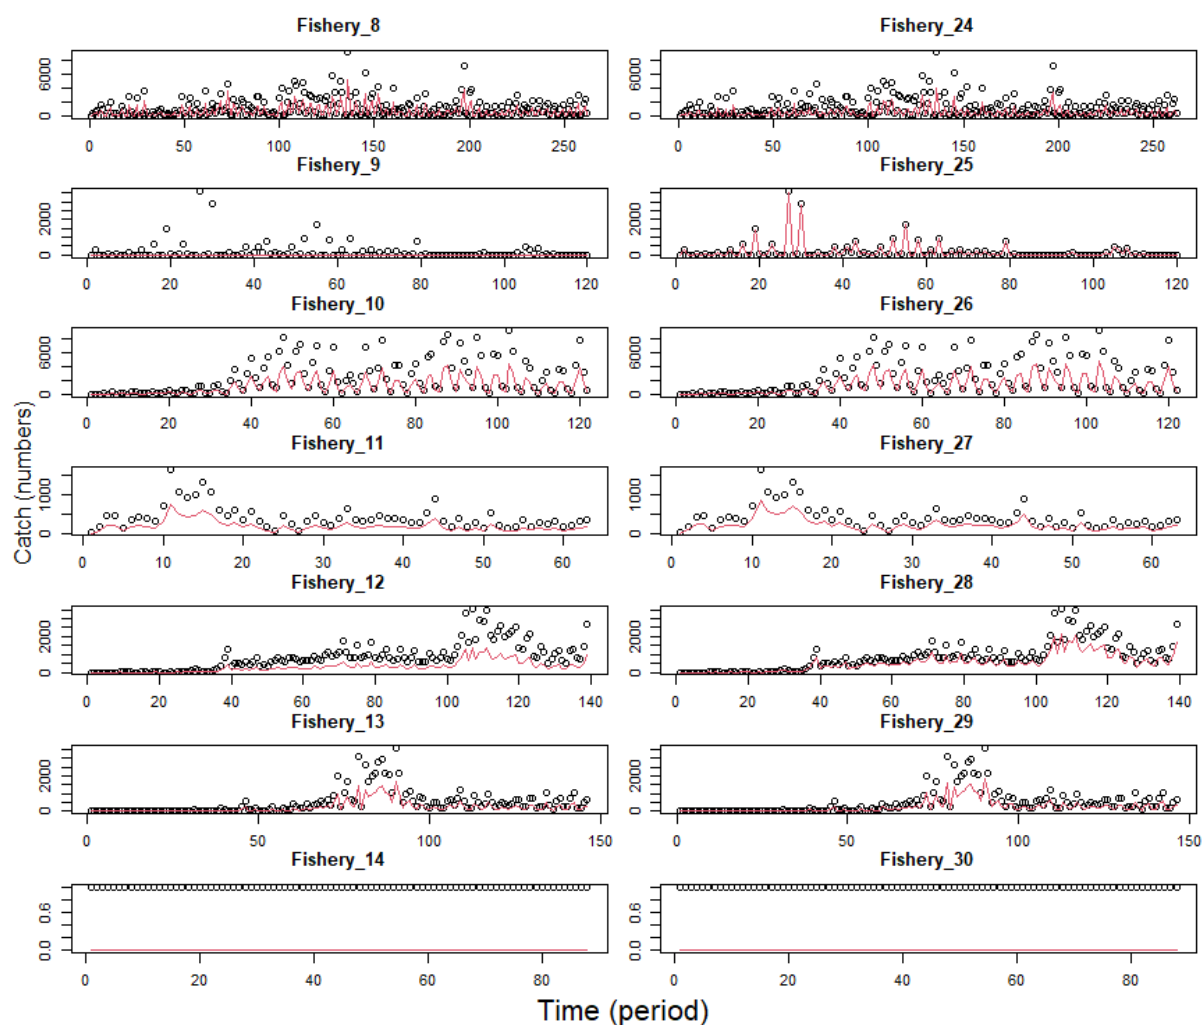 Fishery_8 Fishery_24
6000
0
0 50 100 150 200 250
6000
0
0 50 100 150 200 250
Fishery_9 Fishery_25
2000
0
0 20 40 60 80 100 120
2000
0
0 20 40 60 80 100 120
Fishery_10 Fishery_26
6000
0
0 20 40 60 80 100 120
6000
0
0 20 40 60 80 100 120
Fishery_11 Fishery_27
1000
0
0 10 20 30 40 50 60
1000
0
0 10 20 30 40 50 60
Catch (numbers)
Fishery_12 Fishery_28
2000
0
0 20 40 60 80 100 120 140
2000
0
0 20 40 60 80 100 120 140
Fishery_13 Fishery_29
2000
0
0 50 100 150
2000
0
0 50 100 150
Fishery_14 Fishery_30
0.6
0.0
0 20 40 60 80
0.6
0.0
0 20 40 60 80
Time (period)